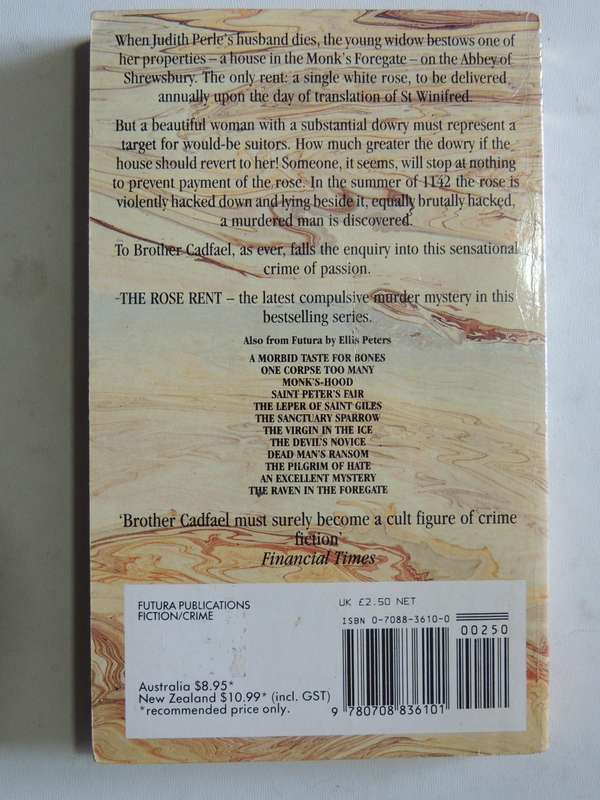 When Judith Perle's husband dies, the young widow bestows one of
her properties – a house in the Monk's Foregate – on the Abbey of
Shrewsbury. The only rent: a single white rose, to be delivered
annually upon the day of translation of St Winifred.
But a beautiful woman with a substantial dowry must represent a
target for would-be suitors. How much greater the dowry if the
house should revert to her! Someone, it seems, will stop at nothing
to prevent payment of the rose. In the summer of 1142 the rose is
violently hacked down and lying beside it, equally brutally hacked,
a murdered man is discovered.
To Brother Cadfael, as ever, falls the enquiry into this sensational
crime of passion.
THE ROSE RENT – the latest compulsive murder mystery in this
bestselling series.
Also from Futura by Ellis Peters
A MORBID TASTE FOR BONES
ONE CORPSE TOO MANY
MONK'S-HOOD
SAINT PETER'S FAIR
THE LEPER OF SAINT GILES
THE SANCTUARY SPARROW
THE VIRGIN IN THE ICE
THE DEVIL'S NOVICE
DEAD MAN'S RANSOM
THE PILGRIM OF HATE
AN EXCELLENT MYSTERY
THE RAVEN IN THE FOREGATE
'Brother Cadfael must surely become a cult figure of crime
fiction'
Financial Times
FUTURA PUBLICATIONS
FICTION/CRIME
UK £2.50 NET
ISBN 0-7088-3610-0
00250
Australia $8.95*
New Zealand $10.99* (incl. GST)
*recommended price only.
9 780708 836101